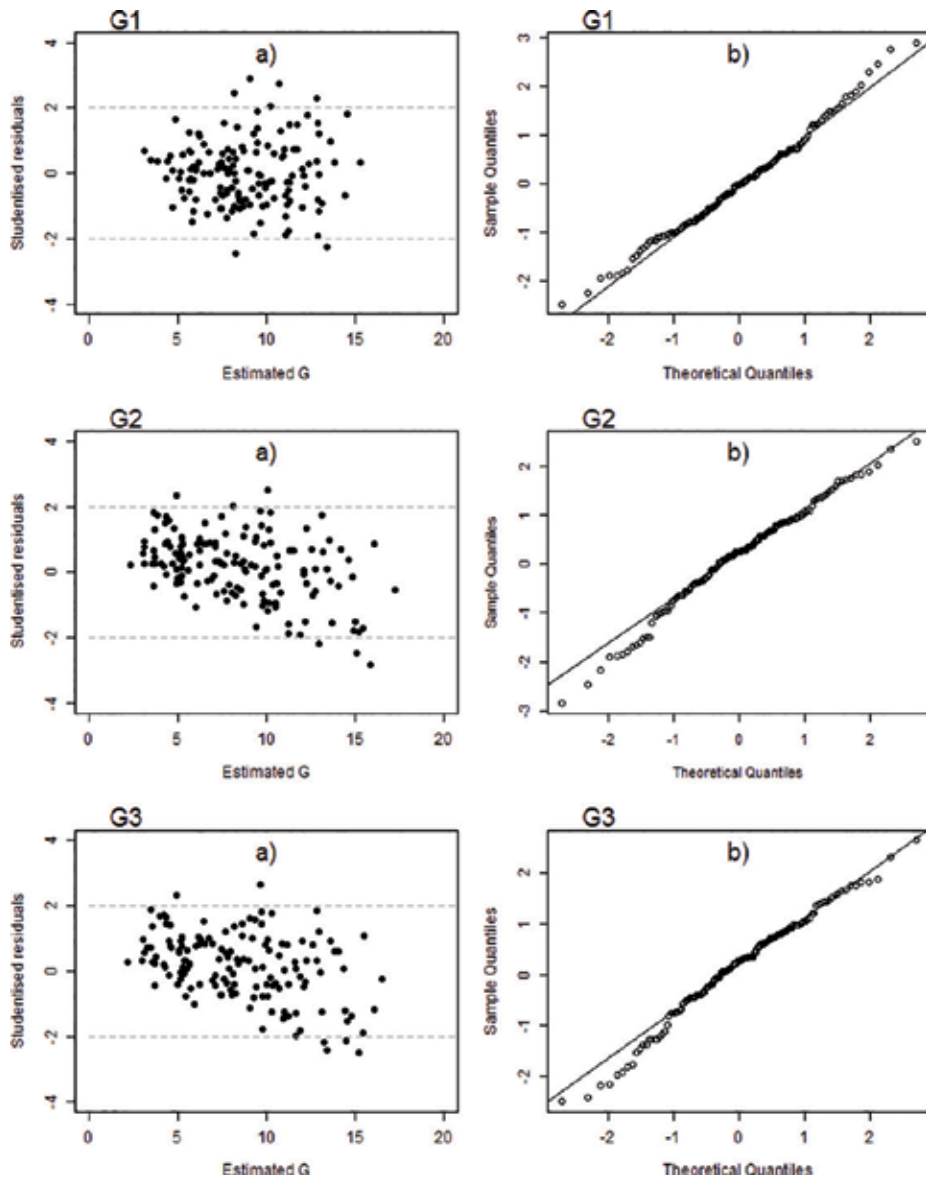 G1
a)
Studentised residuals
4
2
0
-2
-4
0 5 10 15 20
Estimated G
G1
b)
Sample Quantiles
3
2
1
0
-1
-2
-2 -1 0 1 2
Theoretical Quantiles
G2
a)
Studentised residuals
4
2
0
-2
-4
0 5 10 15 20
Estimated G
G2
b)
Sample Quantiles
2
1
0
-1
-2
-3
-2 -1 0 1 2
Theoretical Quantiles
G3
a)
Studentised residuals
4
2
0
-2
-4
0 5 10 15 20
Estimated G
G3
b)
Sample Quantiles
2
1
0
-1
-2
-2 -1 0 1 2
Theoretical Quantiles